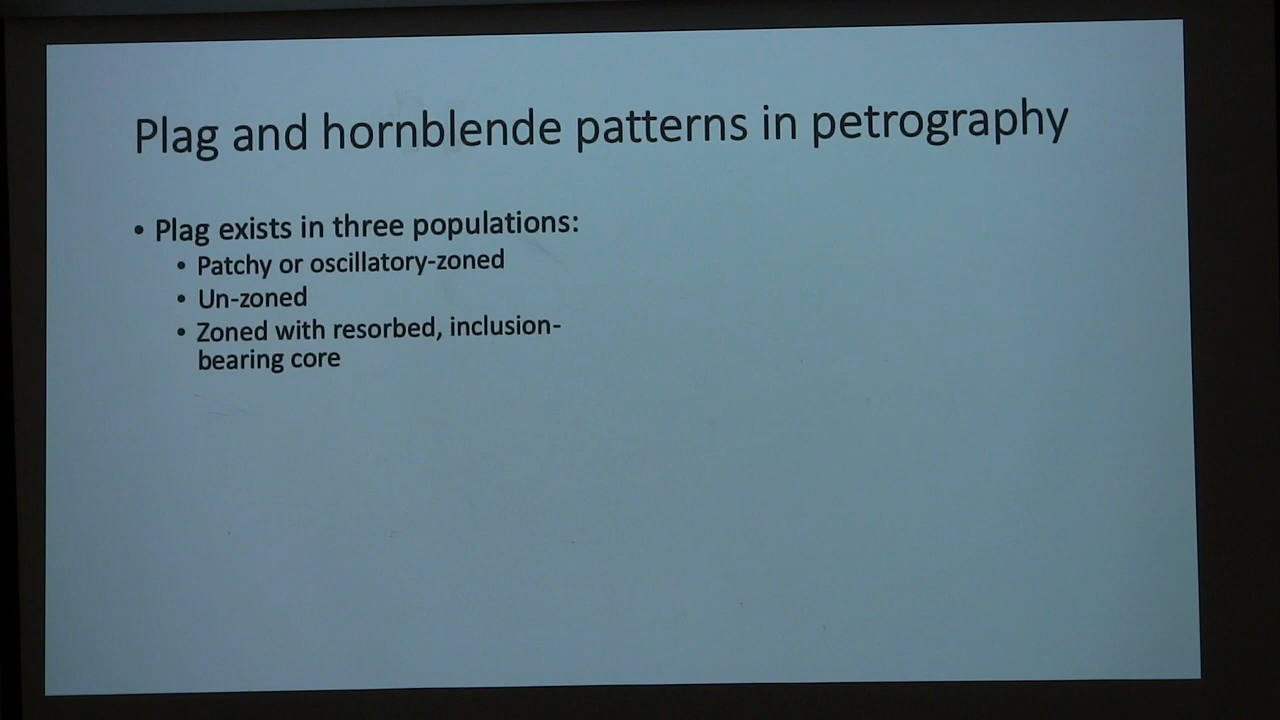 Plag and hornblende patterns in petrography
• Plag exists in three populations:
• Patchy or oscillatory-zoned
• Un-zoned
• Zoned with resorbed, inclusion-
bearing core